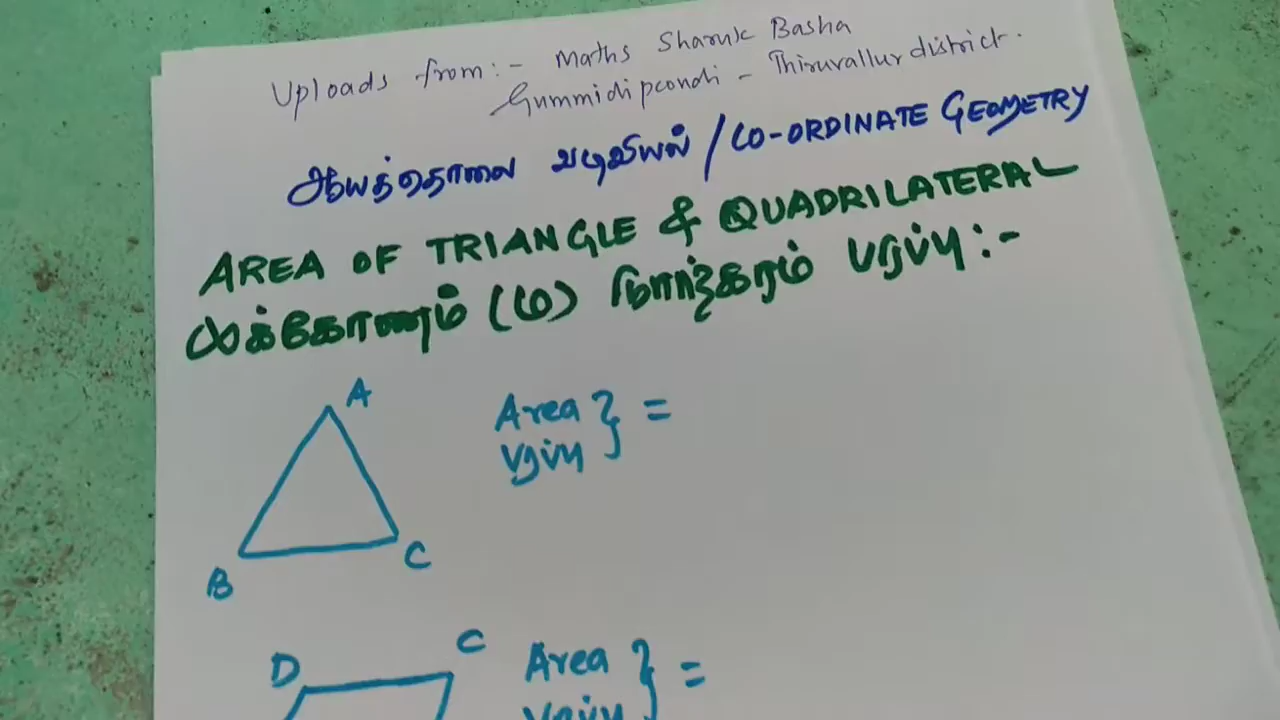 Uploads from:- Maths Sharuk Basha
Gummidipoondi - Thiruvallur district.
ஆயத்தொலை வடிவியல் / CO-ORDINATE GEOMETRY
AREA OF TRIANGLE & QUADRILATERAL
முக்கோணம் (ம) நாற்கரம் பரப்பு :-
A
Area } =
பரப்பு
B
C
D
C
Area } =
பரப்பு